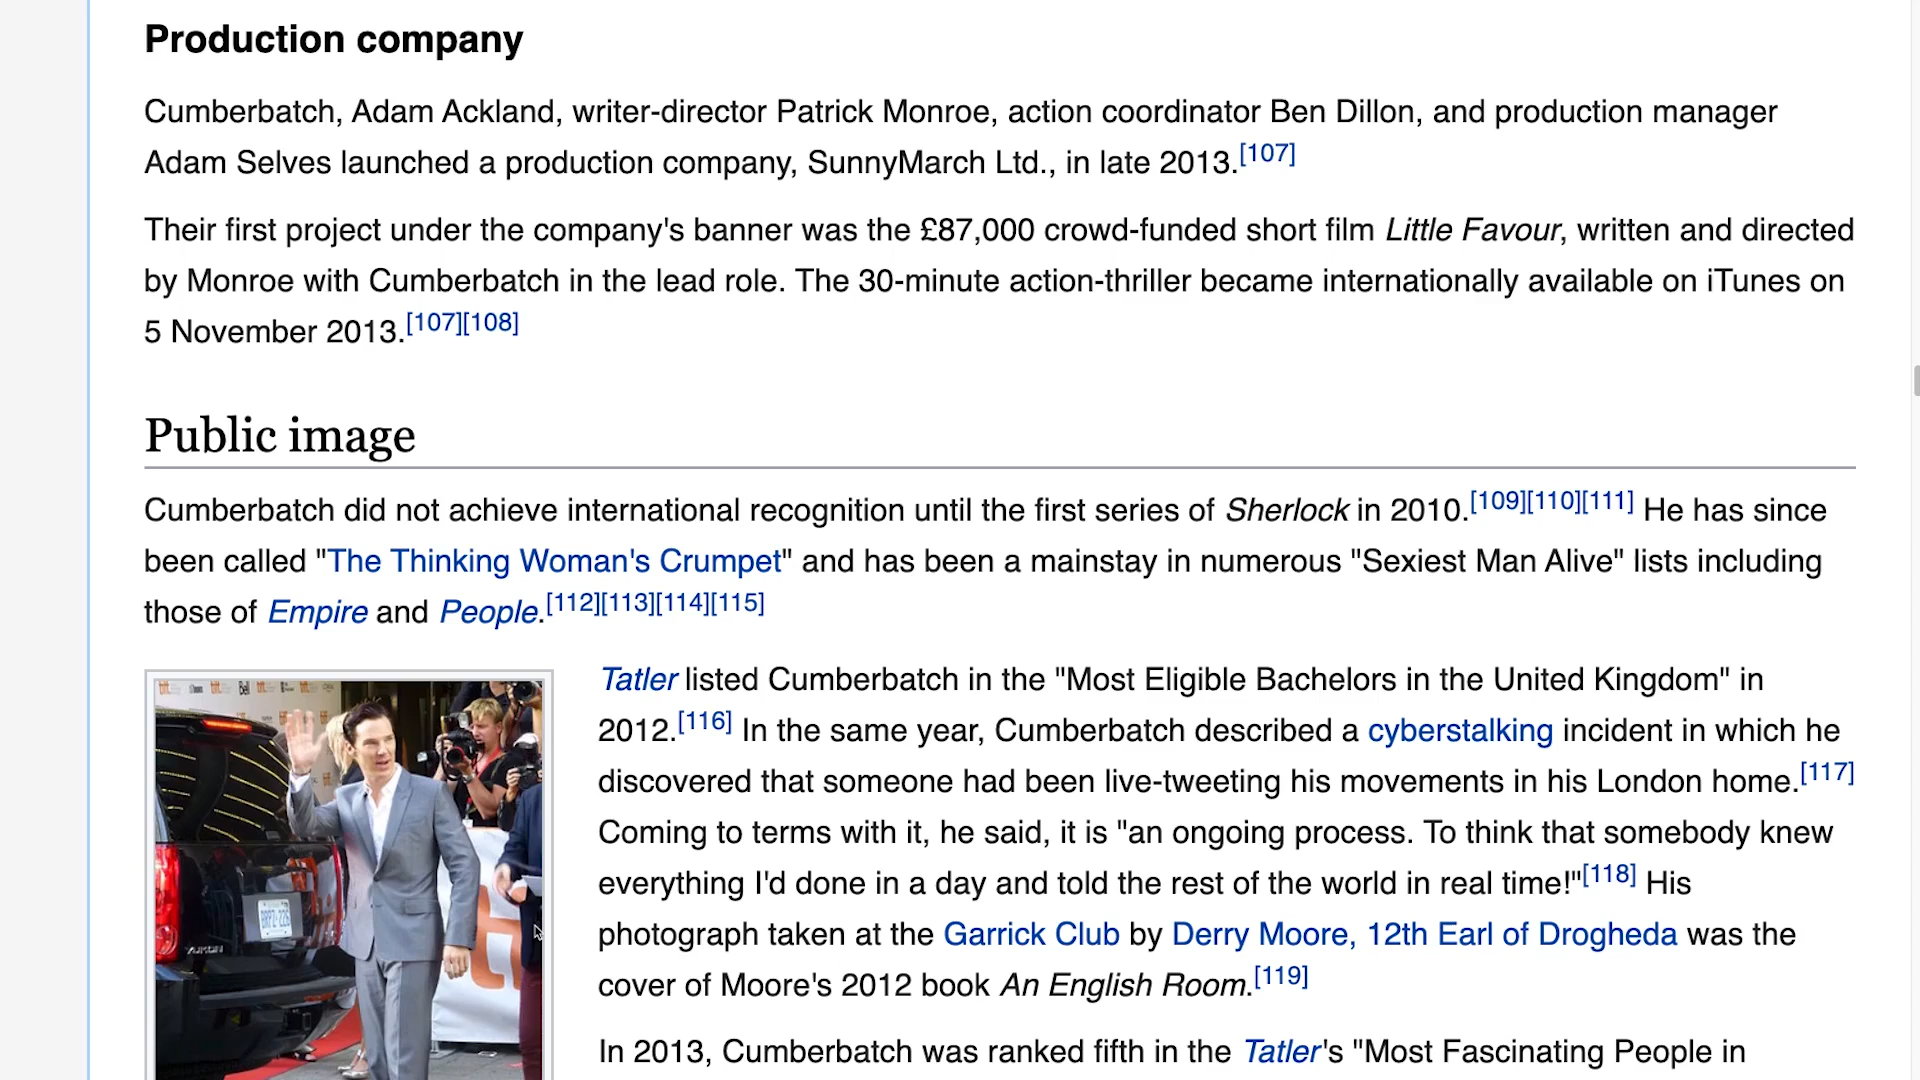 Production company
Cumberbatch, Adam Ackland, writer-director Patrick Monroe, action coordinator Ben Dillon, and production manager
Adam Selves launched a production company, SunnyMarch Ltd., in late 2013.[107]
Their first project under the company's banner was the £87,000 crowd-funded short film Little Favour, written and directed
by Monroe with Cumberbatch in the lead role. The 30-minute action-thriller became internationally available on iTunes on
5 November 2013.[107][108]
Public image
Cumberbatch did not achieve international recognition until the first series of Sherlock in 2010.[109][110][111] He has since
been called "The Thinking Woman's Crumpet" and has been a mainstay in numerous "Sexiest Man Alive" lists including
those of Empire and People.[112][113][114][115]
Tatler listed Cumberbatch in the "Most Eligible Bachelors in the United Kingdom" in
2012.[116] In the same year, Cumberbatch described a cyberstalking incident in which he
discovered that someone had been live-tweeting his movements in his London home.[117]
Coming to terms with it, he said, it is "an ongoing process. To think that somebody knew
everything I'd done in a day and told the rest of the world in real time!"[118] His
photograph taken at the Garrick Club by Derry Moore, 12th Earl of Drogheda was the
cover of Moore's 2012 book An English Room.[119]
In 2013, Cumberbatch was ranked fifth in the Tatler's "Most Fascinating People in
tiff.
Bell
YUKON